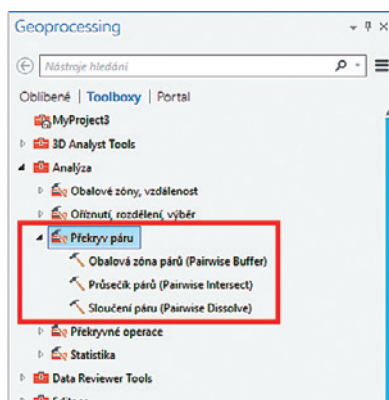 Geoprocessing
Nástroje hledání
Oblíbené | Toolboxy | Portal
MyProject3
3D Analyst Tools
Analýza
Obalové zóny, vzdálenost
Oříznutí, rozdělení, výběr
Překryv páru
Obalová zóna párů (Pairwise Buffer)
Průsečík párů (Pairwise Intersect)
Sloučení páru (Pairwise Dissolve)
Překryvné operace
Statistika
Data Reviewer Tools